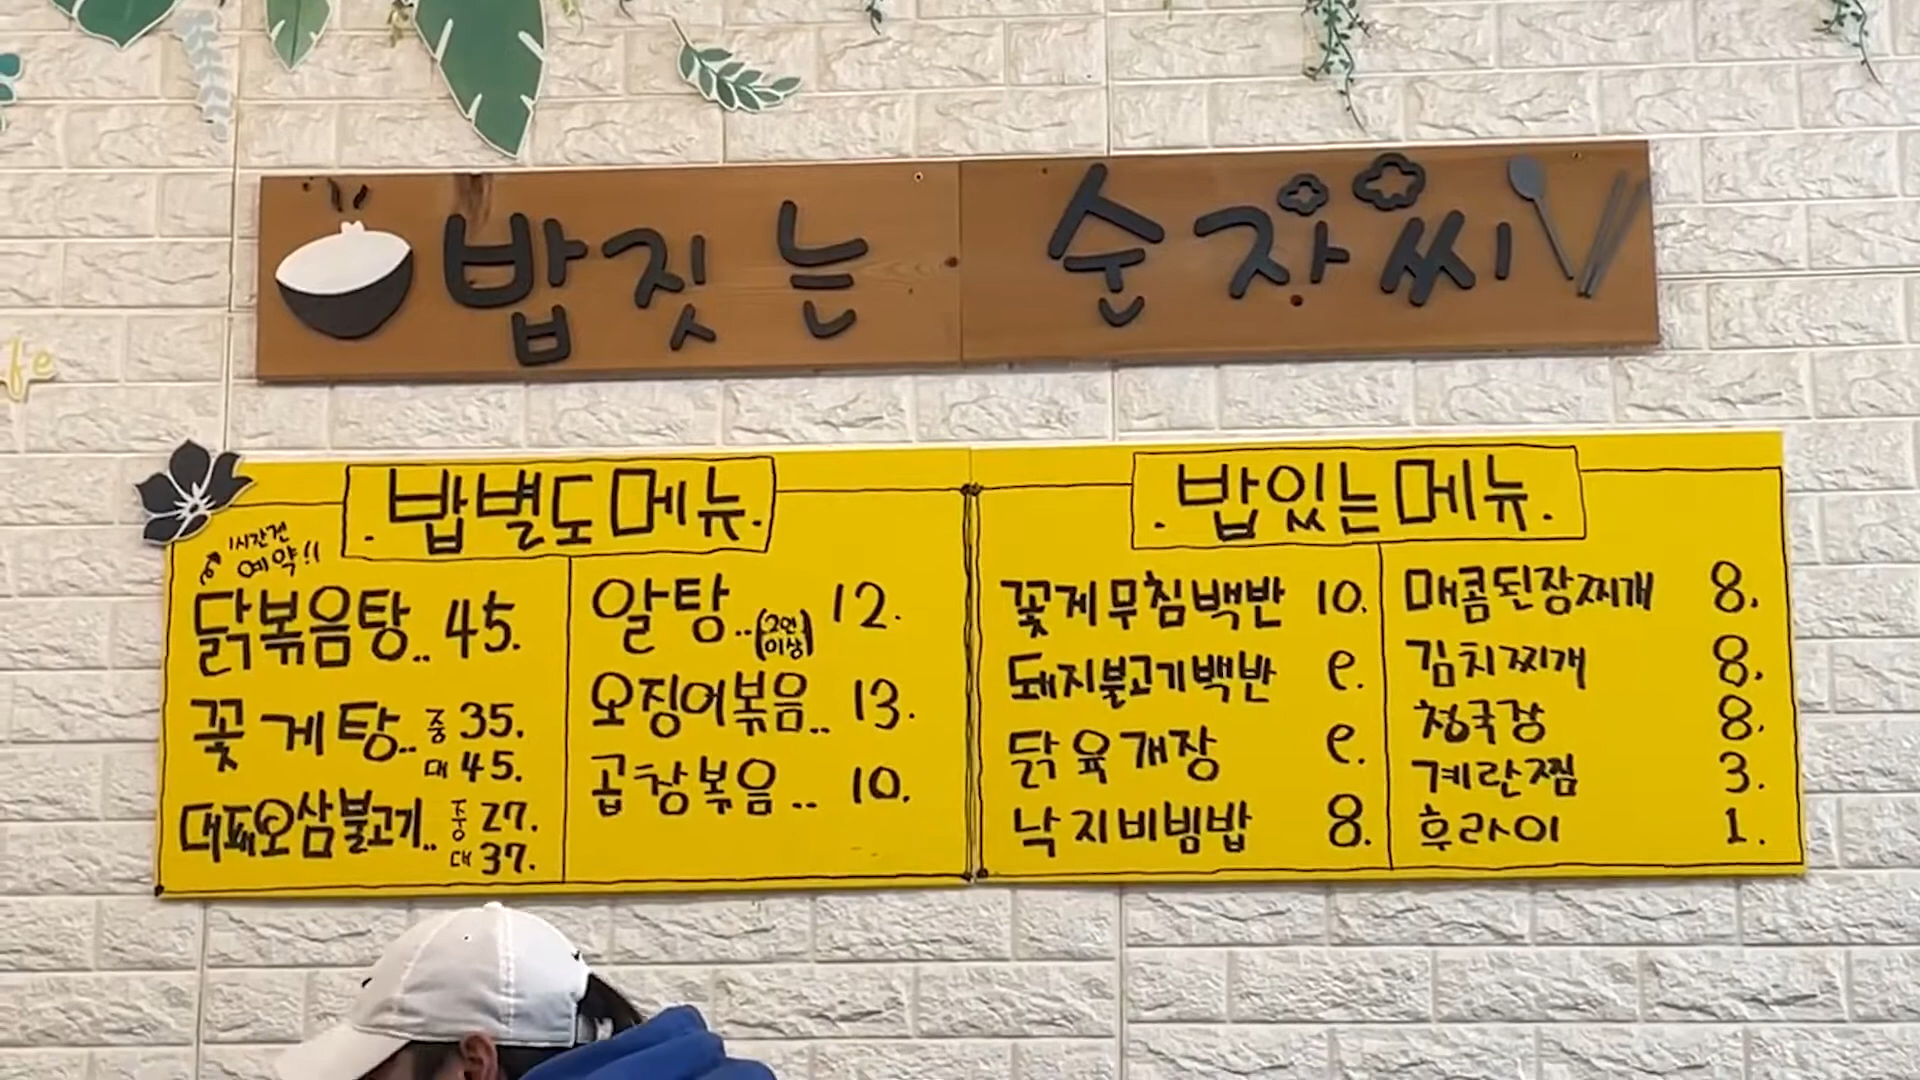 밥짓는 순자씨
밥별도메뉴.
1시간전
예약!!
닭볶음탕.. 45.
꽃게탕.. 중 35.
대 45.
대패오삼불고기.. 중 27.
대 37.
알탕..(2인이상) 12.
오징어볶음.. 13.
곱창볶음.. 10.
밥있는메뉴.
꽃게무침백반 10.
돼지불고기백반 9.
닭육개장 9.
낙지비빔밥 8.
매콤된장찌개 8.
김치찌개 8.
청국장 8.
계란찜 3.
후라이 1.